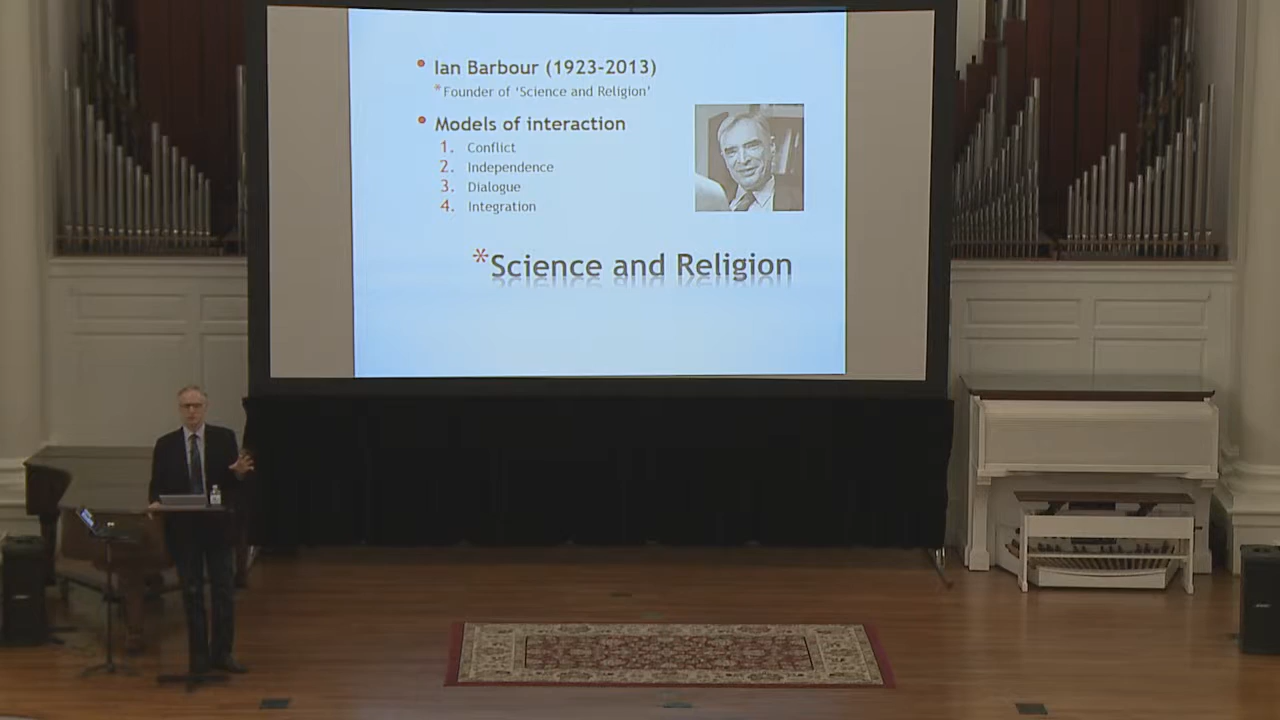 • Ian Barbour (1923-2013)
*Founder of 'Science and Religion'
• Models of interaction
1. Conflict
2. Independence
3. Dialogue
4. Integration
*Science and Religion